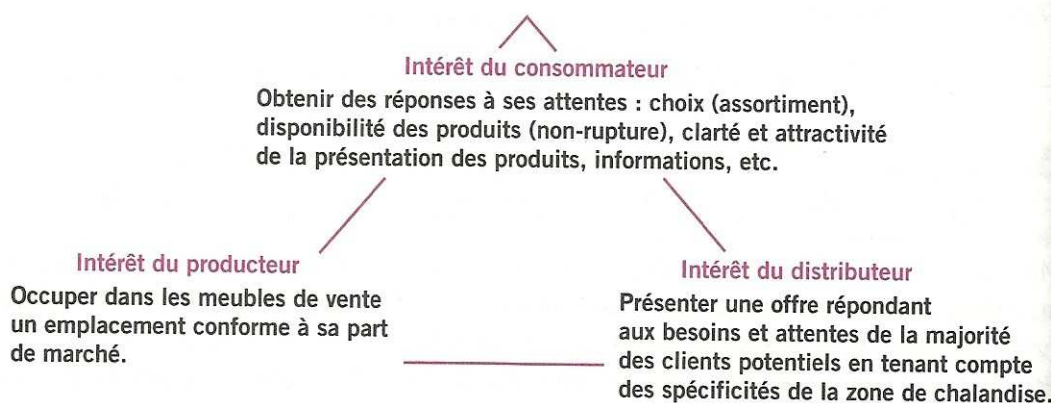 Intérêt du consommateur
Obtenir des réponses à ses attentes : choix (assortiment),
disponibilité des produits (non-rupture), clarté et attractivité
de la présentation des produits, informations, etc.
Intérêt du producteur
Occuper dans les meubles de vente
un emplacement conforme à sa part
de marché.
Intérêt du distributeur
Présenter une offre répondant
aux besoins et attentes de la majorité
des clients potentiels en tenant compte
des spécificités de la zone de chalandise.